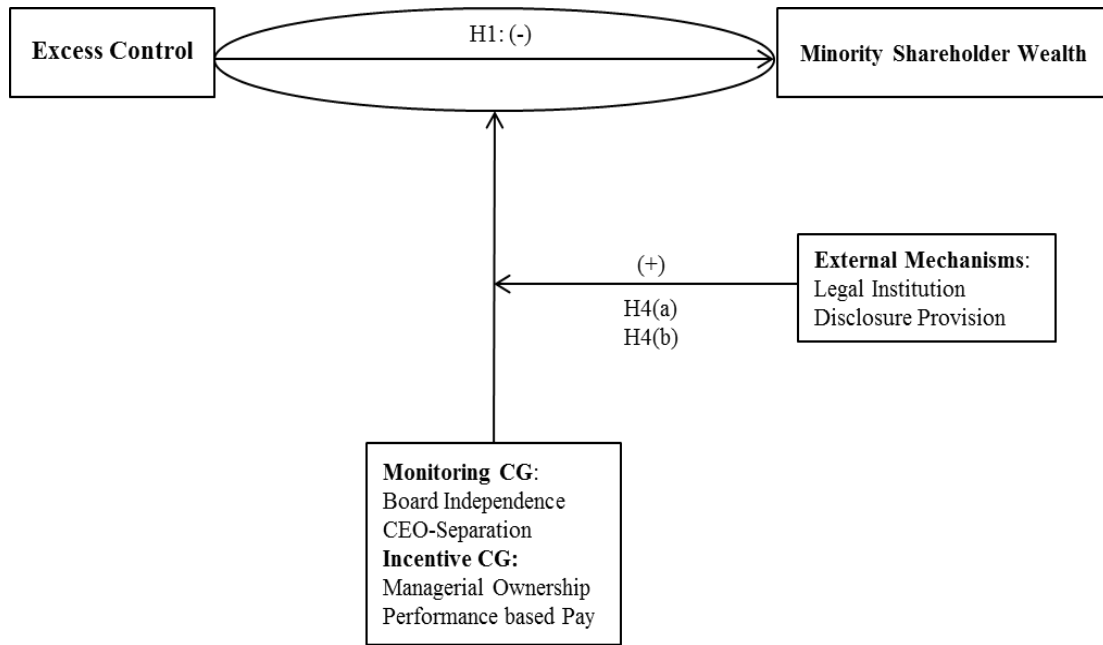 Excess Control
H1: (-)
Minority Shareholder Wealth
(+)
H4(a)
H4(b)
External Mechanisms:
Legal Institution
Disclosure Provision
Monitoring CG:
Board Independence
CEO-Separation
Incentive CG:
Managerial Ownership
Performance based Pay